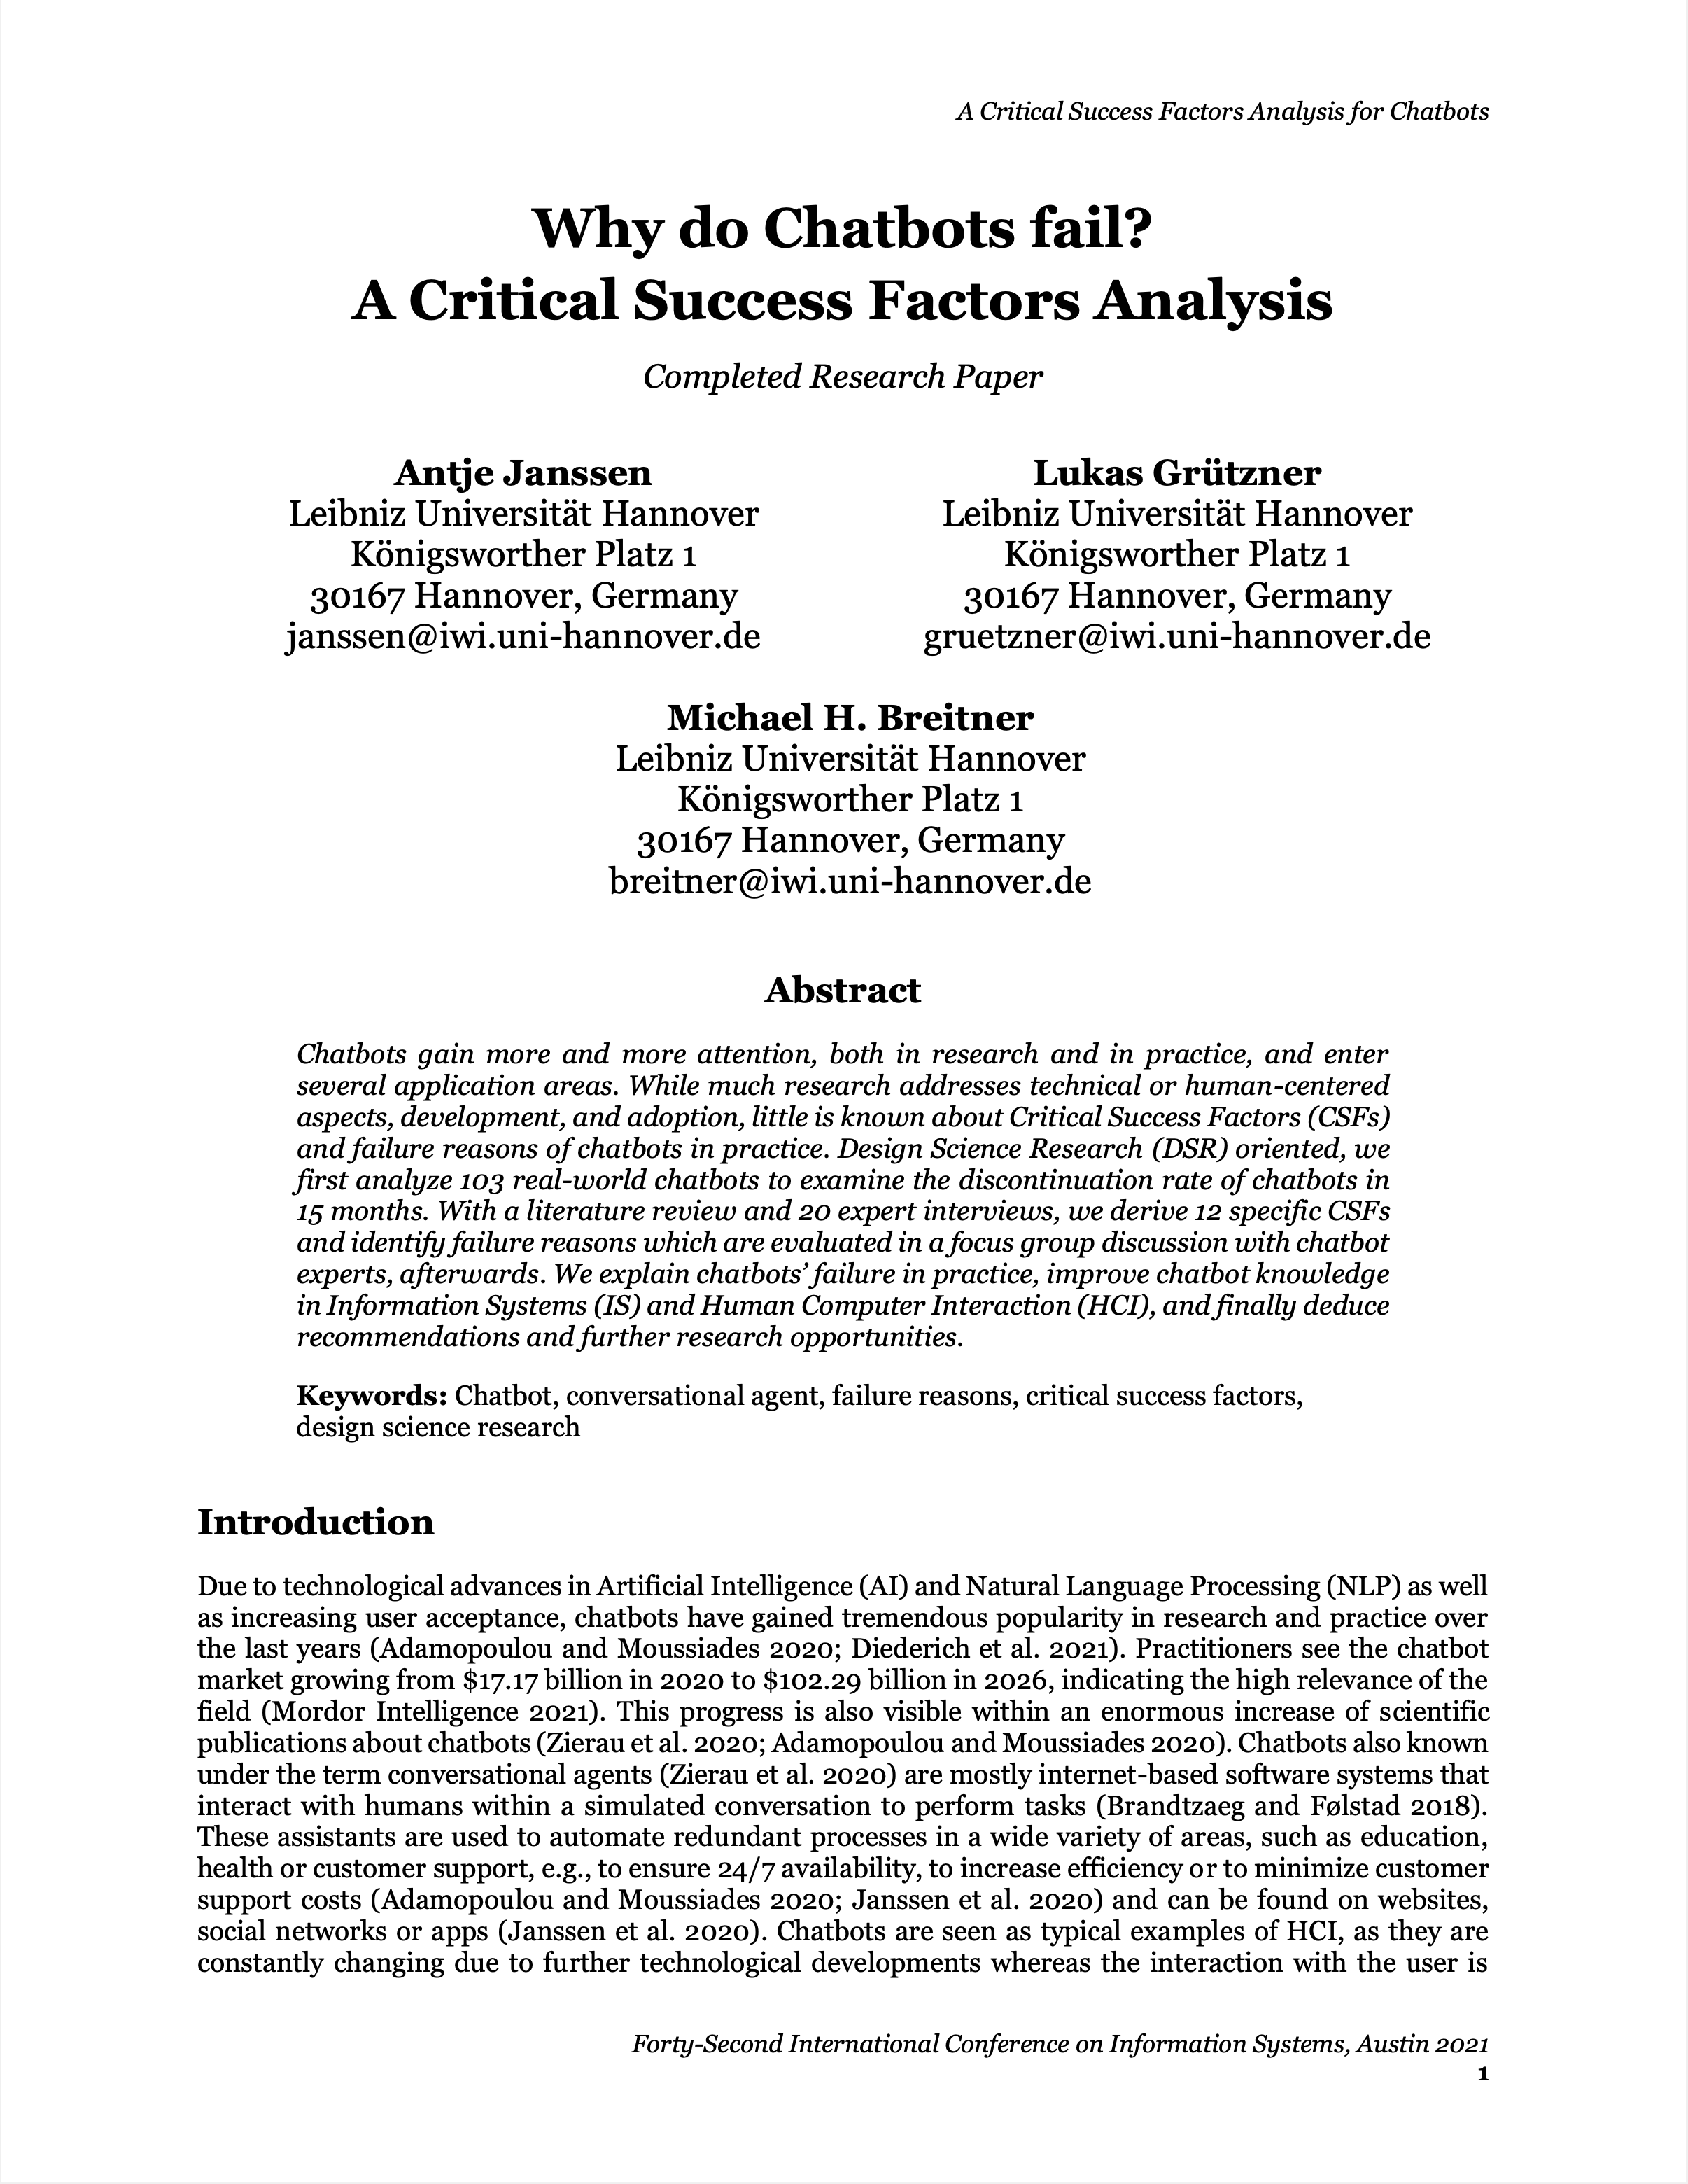 A Critical Success Factors Analysis for Chatbots
Why do Chatbots fail?
A Critical Success Factors Analysis
Completed Research Paper
Antje Janssen
Leibniz Universität Hannover
Königsworther Platz 1
30167 Hannover, Germany
janssen@iwi.uni-hannover.de
Lukas Grützner
Leibniz Universität Hannover
Königsworther Platz 1
30167 Hannover, Germany
gruetzner@iwi.uni-hannover.de
Michael H. Breitner
Leibniz Universität Hannover
Königsworther Platz 1
30167 Hannover, Germany
breitner@iwi.uni-hannover.de
Abstract
Chatbots gain more and more attention, both in research and in practice, and enter
several application areas. While much research addresses technical or human-centered
aspects, development, and adoption, little is known about Critical Success Factors (CSFs)
and failure reasons of chatbots in practice. Design Science Research (DSR) oriented, we
first analyze 103 real-world chatbots to examine the discontinuation rate of chatbots in
15 months. With a literature review and 20 expert interviews, we derive 12 specific CSFs
and identify failure reasons which are evaluated in a focus group discussion with chatbot
experts, afterwards. We explain chatbots’ failure in practice, improve chatbot knowledge
in Information Systems (IS) and Human Computer Interaction (HCI), and finally deduce
recommendations and further research opportunities.
Keywords: Chatbot, conversational agent, failure reasons, critical success factors,
design science research
Introduction
Due to technological advances in Artificial Intelligence (AI) and Natural Language Processing (NLP) as well
as increasing user acceptance, chatbots have gained tremendous popularity in research and practice over
the last years (Adamopoulou and Moussiades 2020; Diederich et al. 2021). Practitioners see the chatbot
market growing from $17.17 billion in 2020 to $102.29 billion in 2026, indicating the high relevance of the
field (Mordor Intelligence 2021). This progress is also visible within an enormous increase of scientific
publications about chatbots (Zierau et al. 2020; Adamopoulou and Moussiades 2020). Chatbots also known
under the term conversational agents (Zierau et al. 2020) are mostly internet-based software systems that
interact with humans within a simulated conversation to perform tasks (Brandtzaeg and Følstad 2018).
These assistants are used to automate redundant processes in a wide variety of areas, such as education,
health or customer support, e.g., to ensure 24/7 availability, to increase efficiency or to minimize customer
support costs (Adamopoulou and Moussiades 2020; Janssen et al. 2020) and can be found on websites,
social networks or apps (Janssen et al. 2020). Chatbots are seen as typical examples of HCI, as they are
constantly changing due to further technological developments whereas the interaction with the user is
Forty-Second International Conference on Information Systems, Austin 2021
1